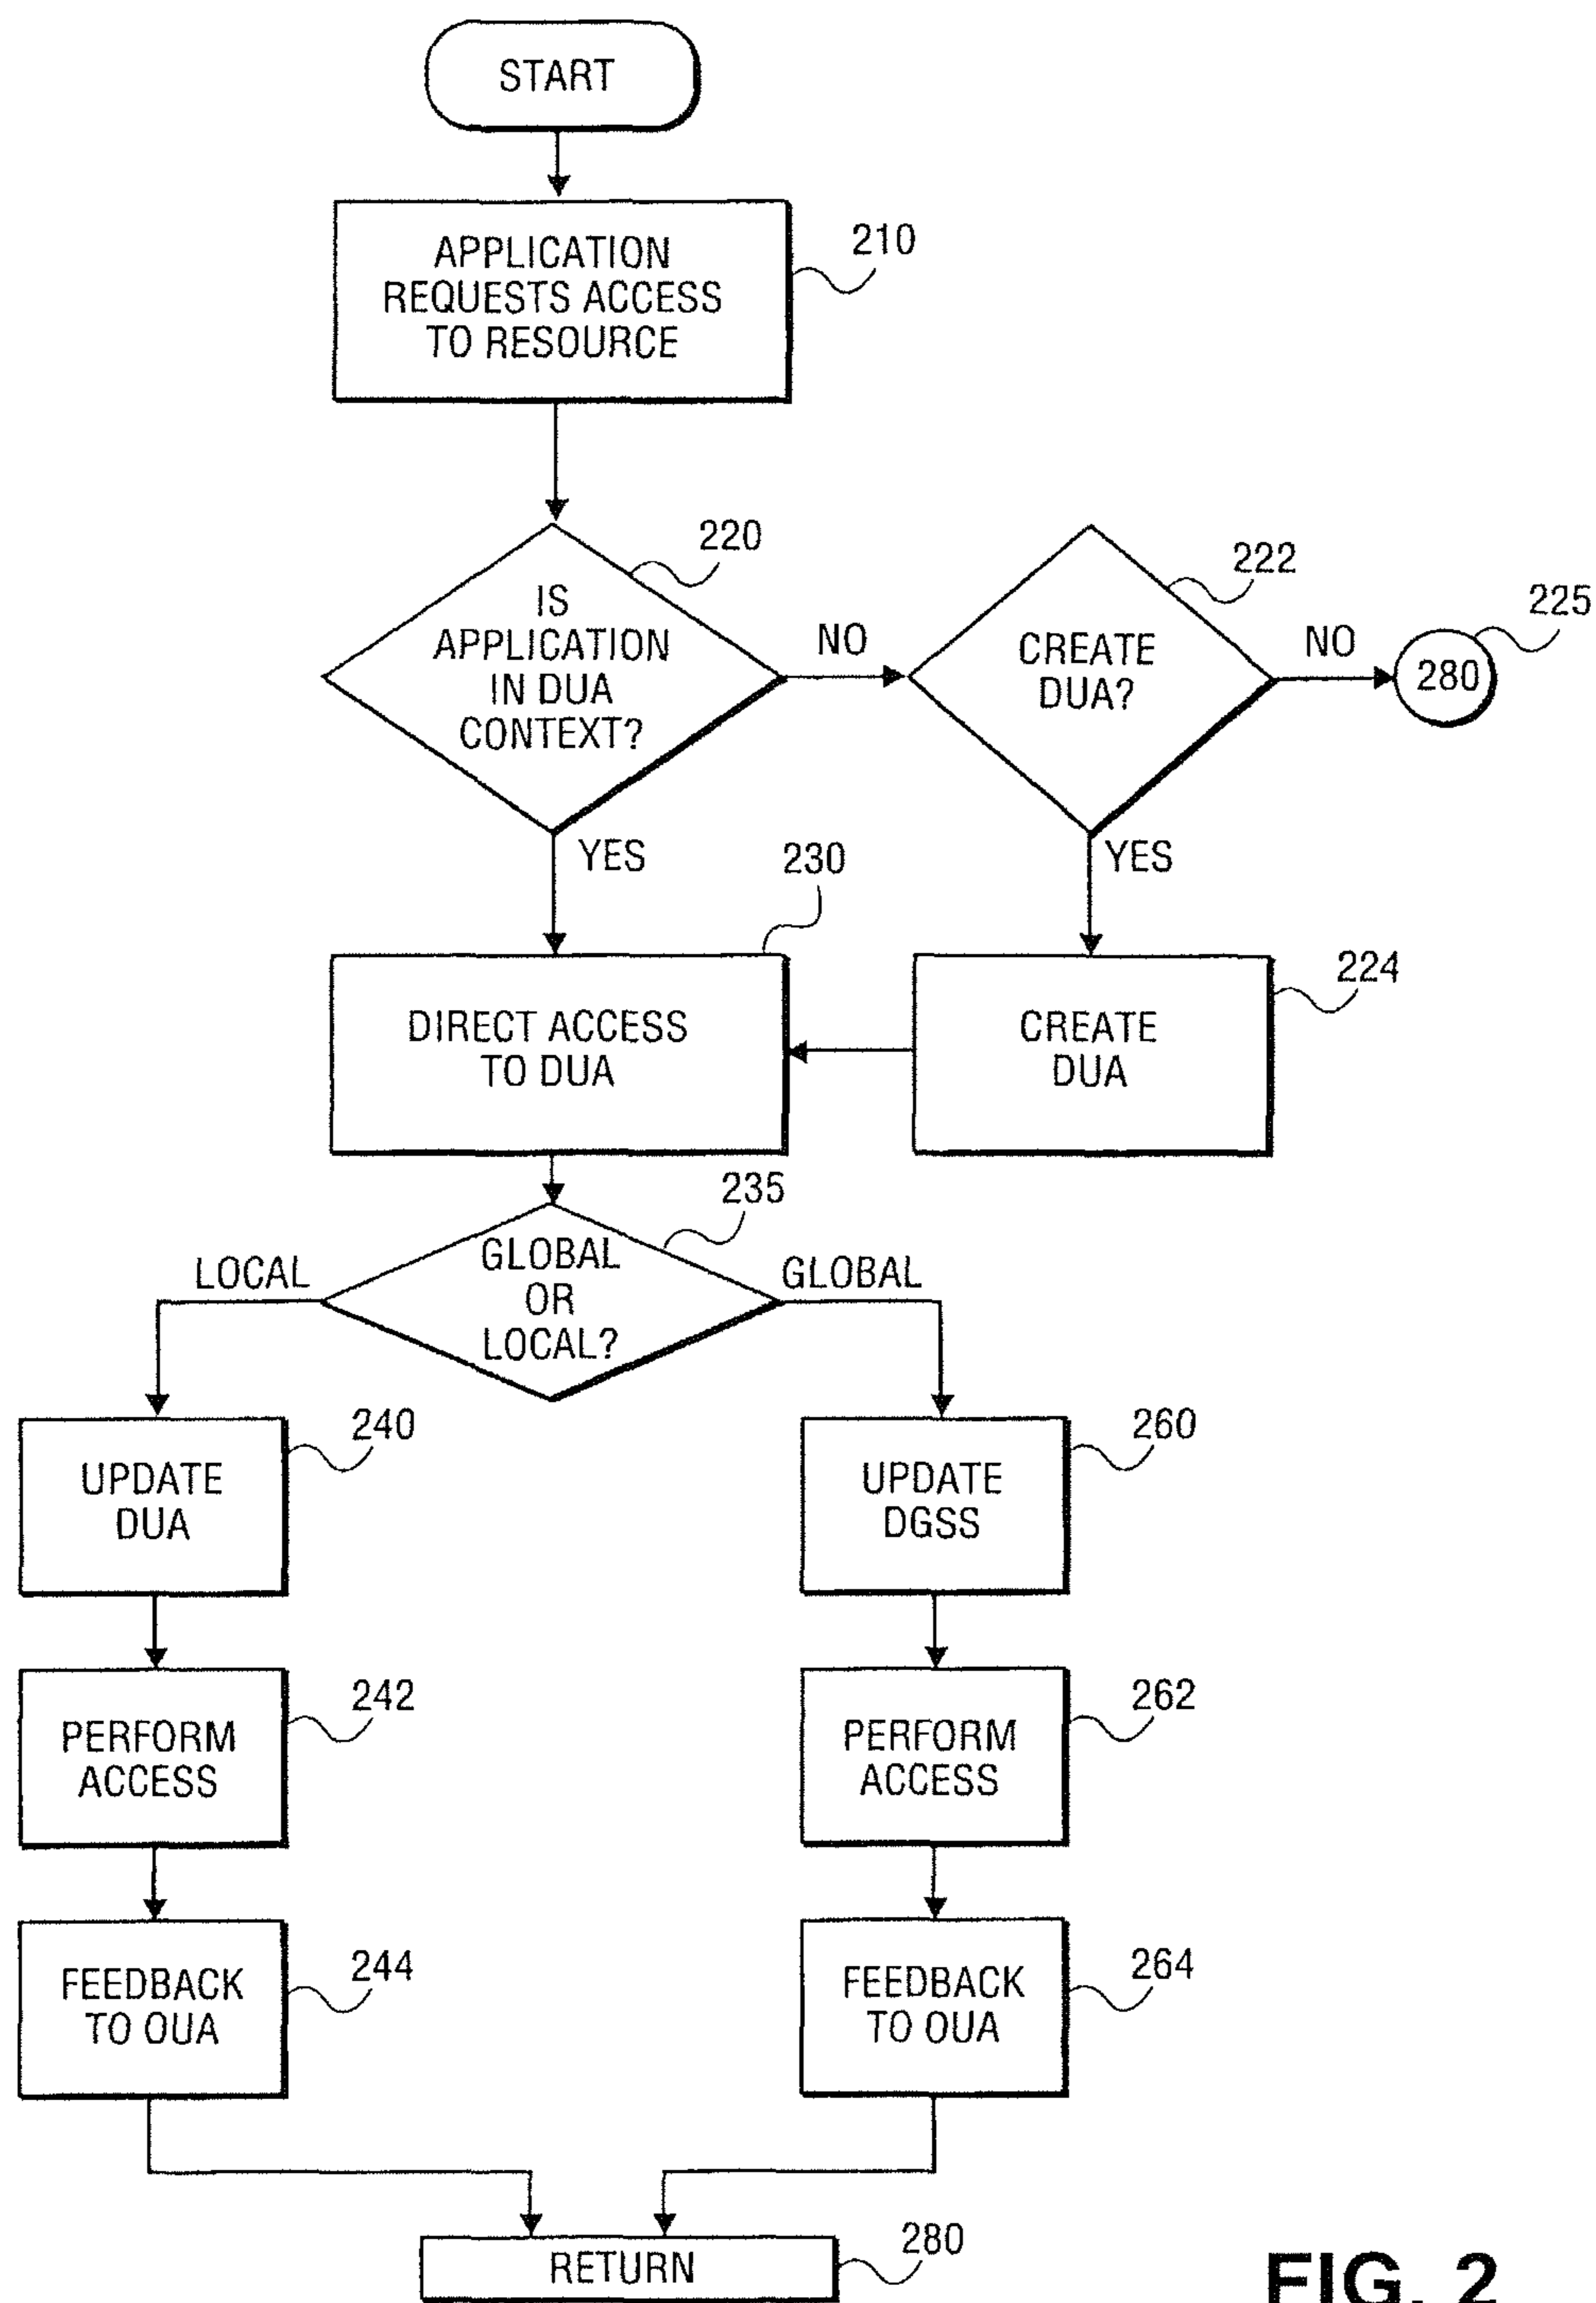 START
APPLICATION
REQUESTS ACCESS
TO RESOURCE
210
220
IS
APPLICATION
IN DUA
CONTEXT?
NO
222
CREATE
DUA?
NO
225
280
YES
YES
230
DIRECT ACCESS
TO DUA
224
CREATE
DUA
235
GLOBAL
OR
LOCAL?
LOCAL
GLOBAL
240
UPDATE
DUA
260
UPDATE
DGSS
242
PERFORM
ACCESS
262
PERFORM
ACCESS
244
FEEDBACK
TO OUA
264
FEEDBACK
TO OUA
RETURN
280
FIG. 2